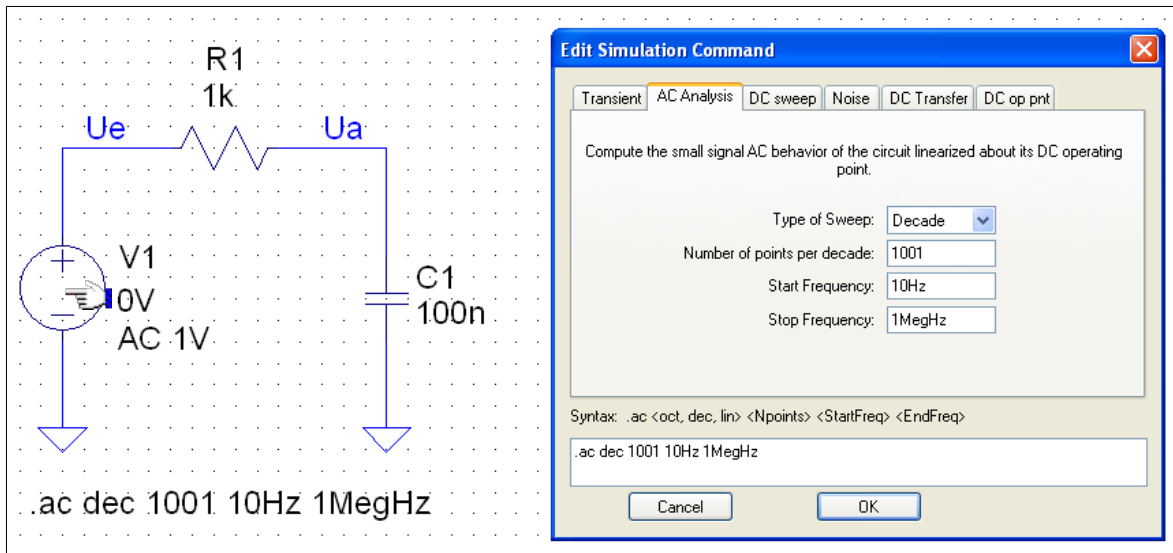 R1
1k
Ue
Ua
V1
0V
AC 1V
C1
100n
.ac dec 1001 10Hz 1MegHz
Edit Simulation Command
Transient AC Analysis DC sweep Noise DC Transfer DC op pnt
Compute the small signal AC behavior of the circuit linearized about its DC operating
point.
Type of Sweep: Decade
Number of points per decade: 1001
Start Frequency: 10Hz
Stop Frequency: 1MegHz
Syntax: .ac <oct, dec, lin> <Npoints> <StartFreq> <EndFreq>
.ac dec 1001 10Hz 1MegHz
Cancel OK